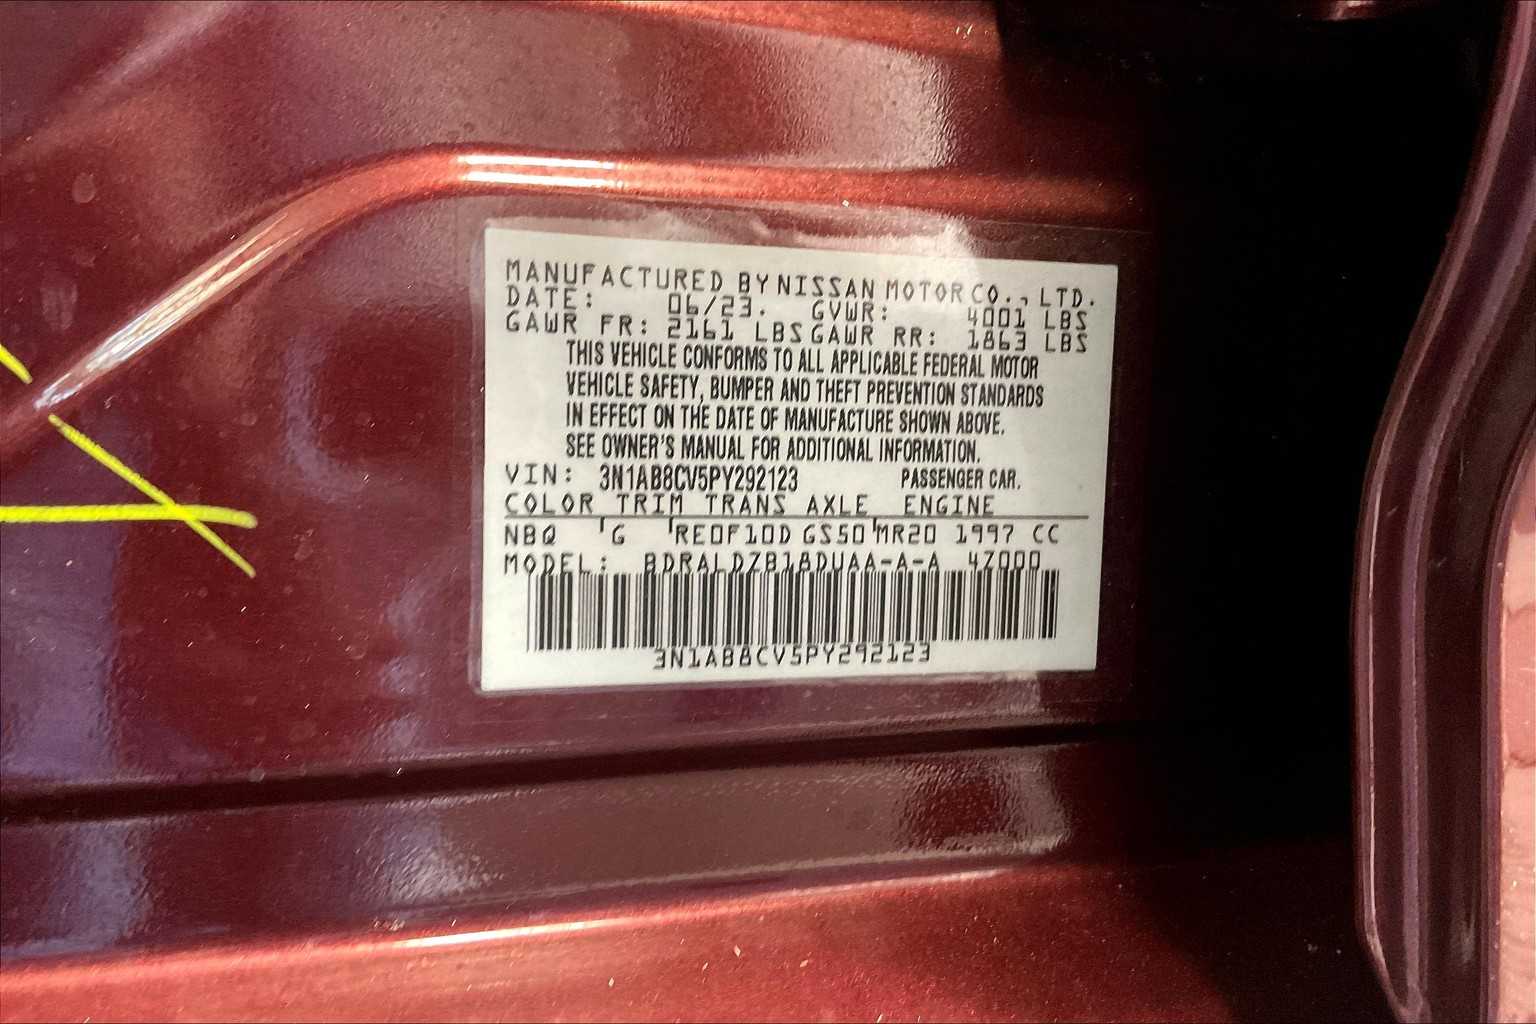 MANUFACTURED BY NISSAN MOTOR CO., LTD.
DATE: 06/23. GVWR: 4001 LBS
GAWR FR: 2161 LBS GAWR RR: 1863 LBS
THIS VEHICLE CONFORMS TO ALL APPLICABLE FEDERAL MOTOR
VEHICLE SAFETY, BUMPER AND THEFT PREVENTION STANDARDS
IN EFFECT ON THE DATE OF MANUFACTURE SHOWN ABOVE.
SEE OWNER'S MANUAL FOR ADDITIONAL INFORMATION.
VIN: 3N1AB8CV5PY292123 PASSENGER CAR.
COLOR TRIM TRANS AXLE ENGINE
NBQ G RE0F10D GS50 MR20 1997 CC
MODEL: BDRALDZB18DUAA-A-A 4Z000
3N1AB8CV5PY292123